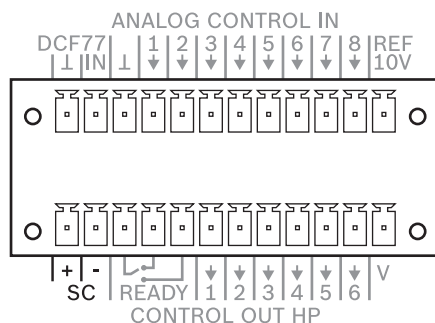 ANALOG CONTROL IN
DCF77 1 2 3 4 5 6 7 8 REF
⊥ IN ⊥ ↓ ↓ ↓ ↓ ↓ ↓ ↓ ↓ 10V
+ - ↓ ↓ ↓ ↓ ↓ ↓ V
SC READY 1 2 3 4 5 6
CONTROL OUT HP